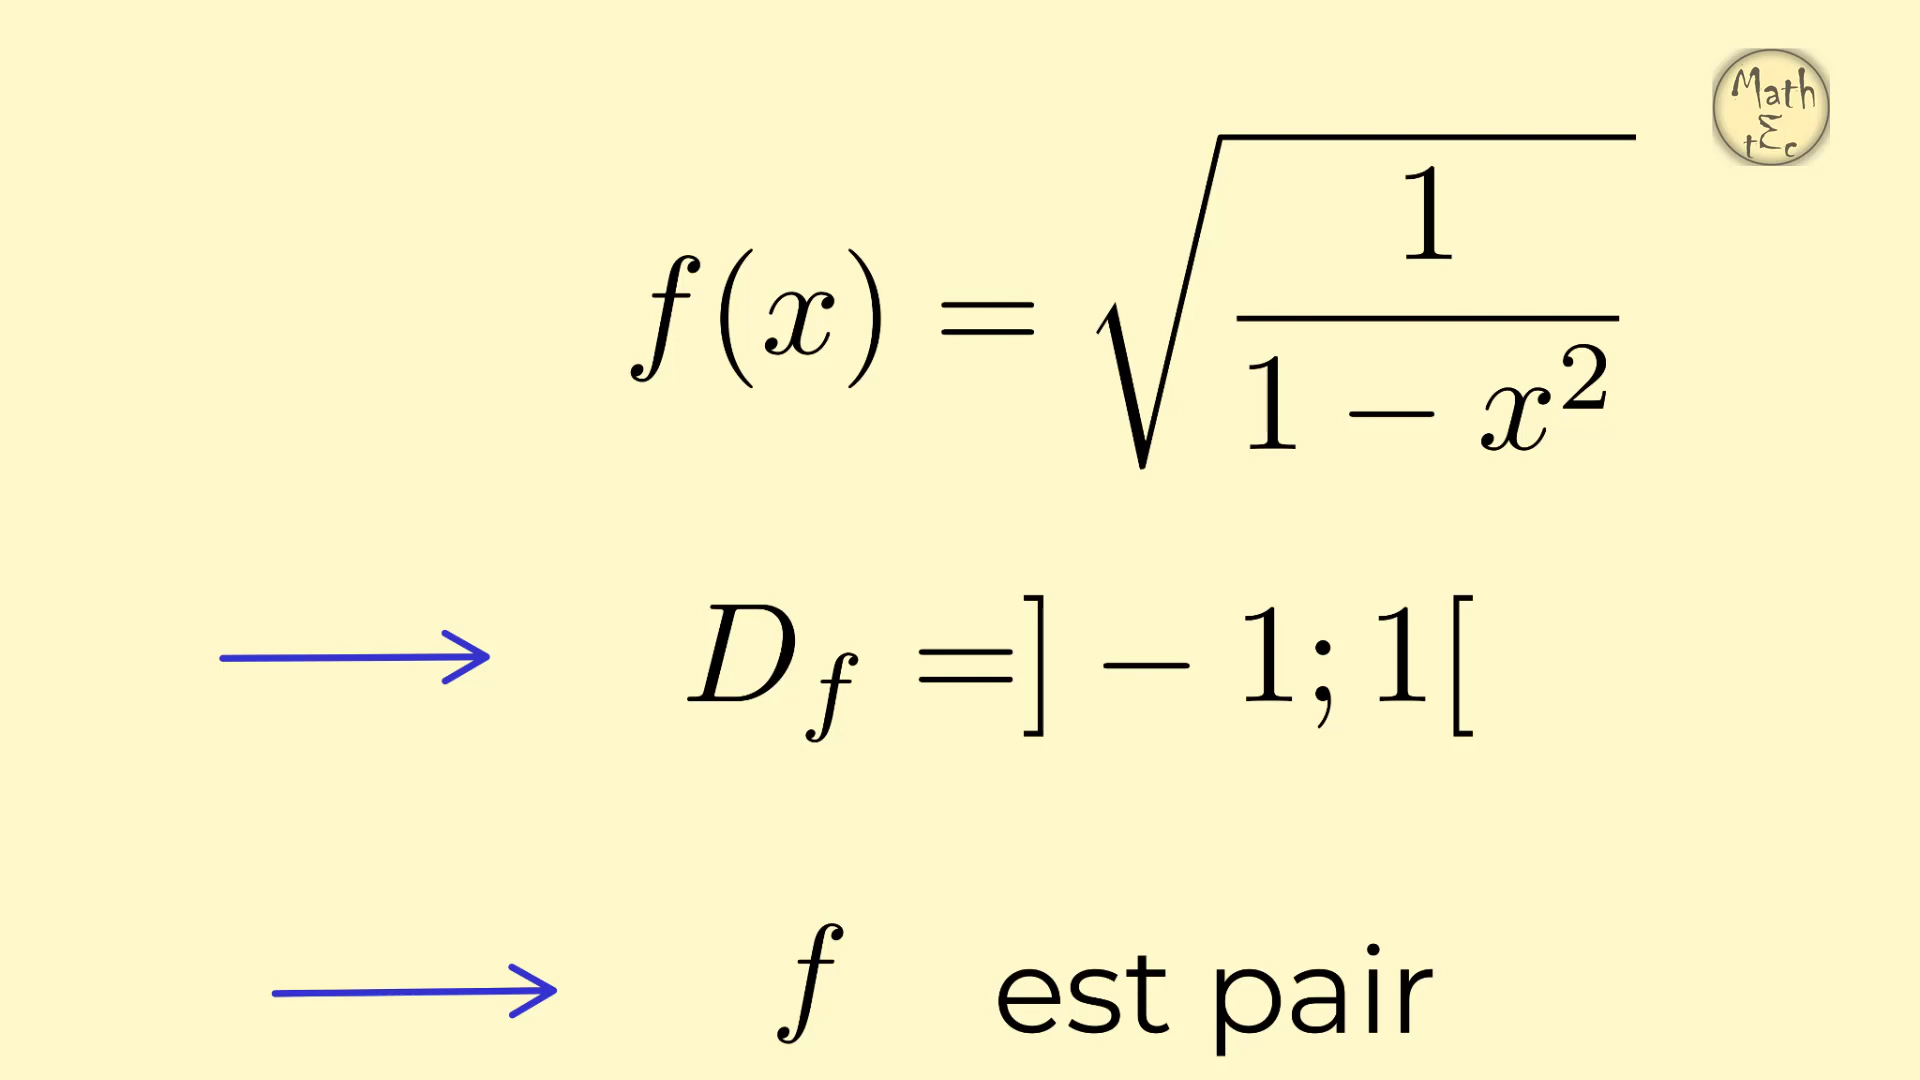 Math
tΣc
f(x) = √(1/(1 − x²))
D_f =] − 1; 1[
f est pair